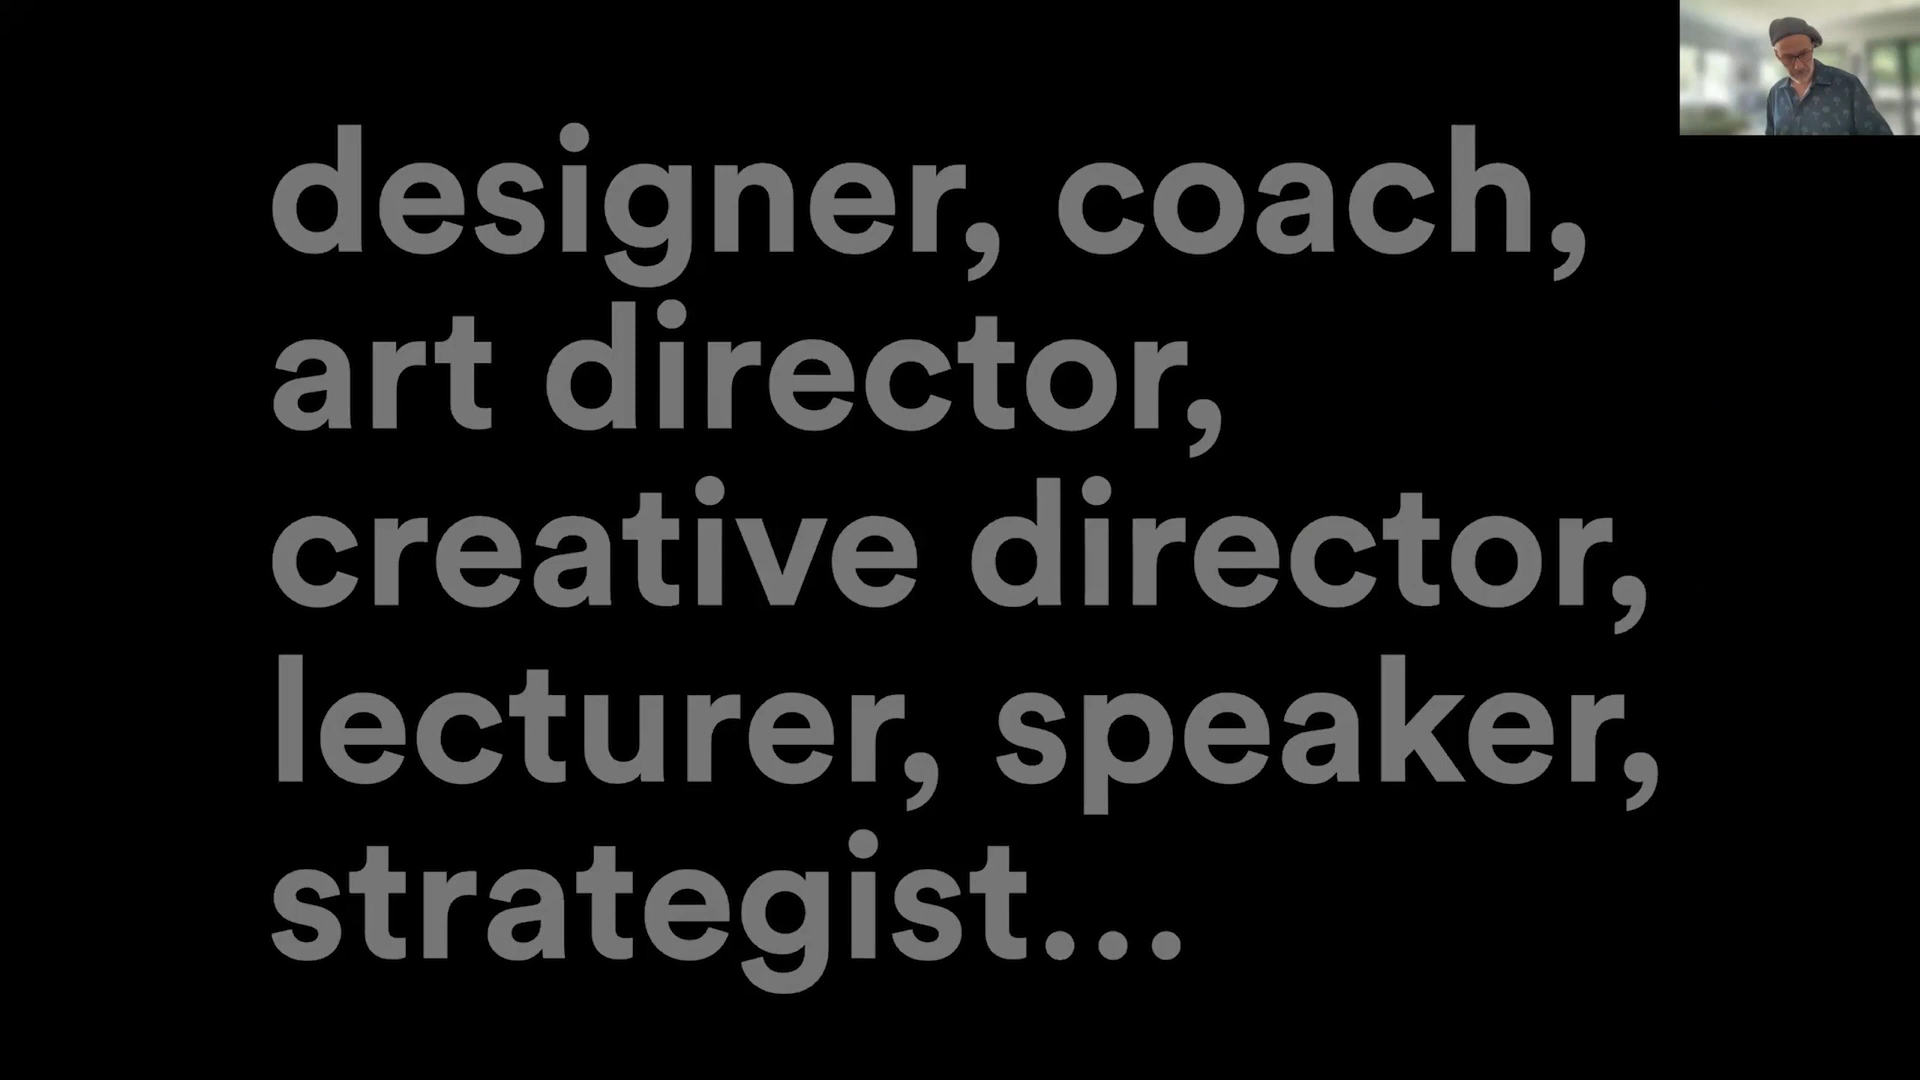 designer, coach,
art director,
creative director,
lecturer, speaker,
strategist...